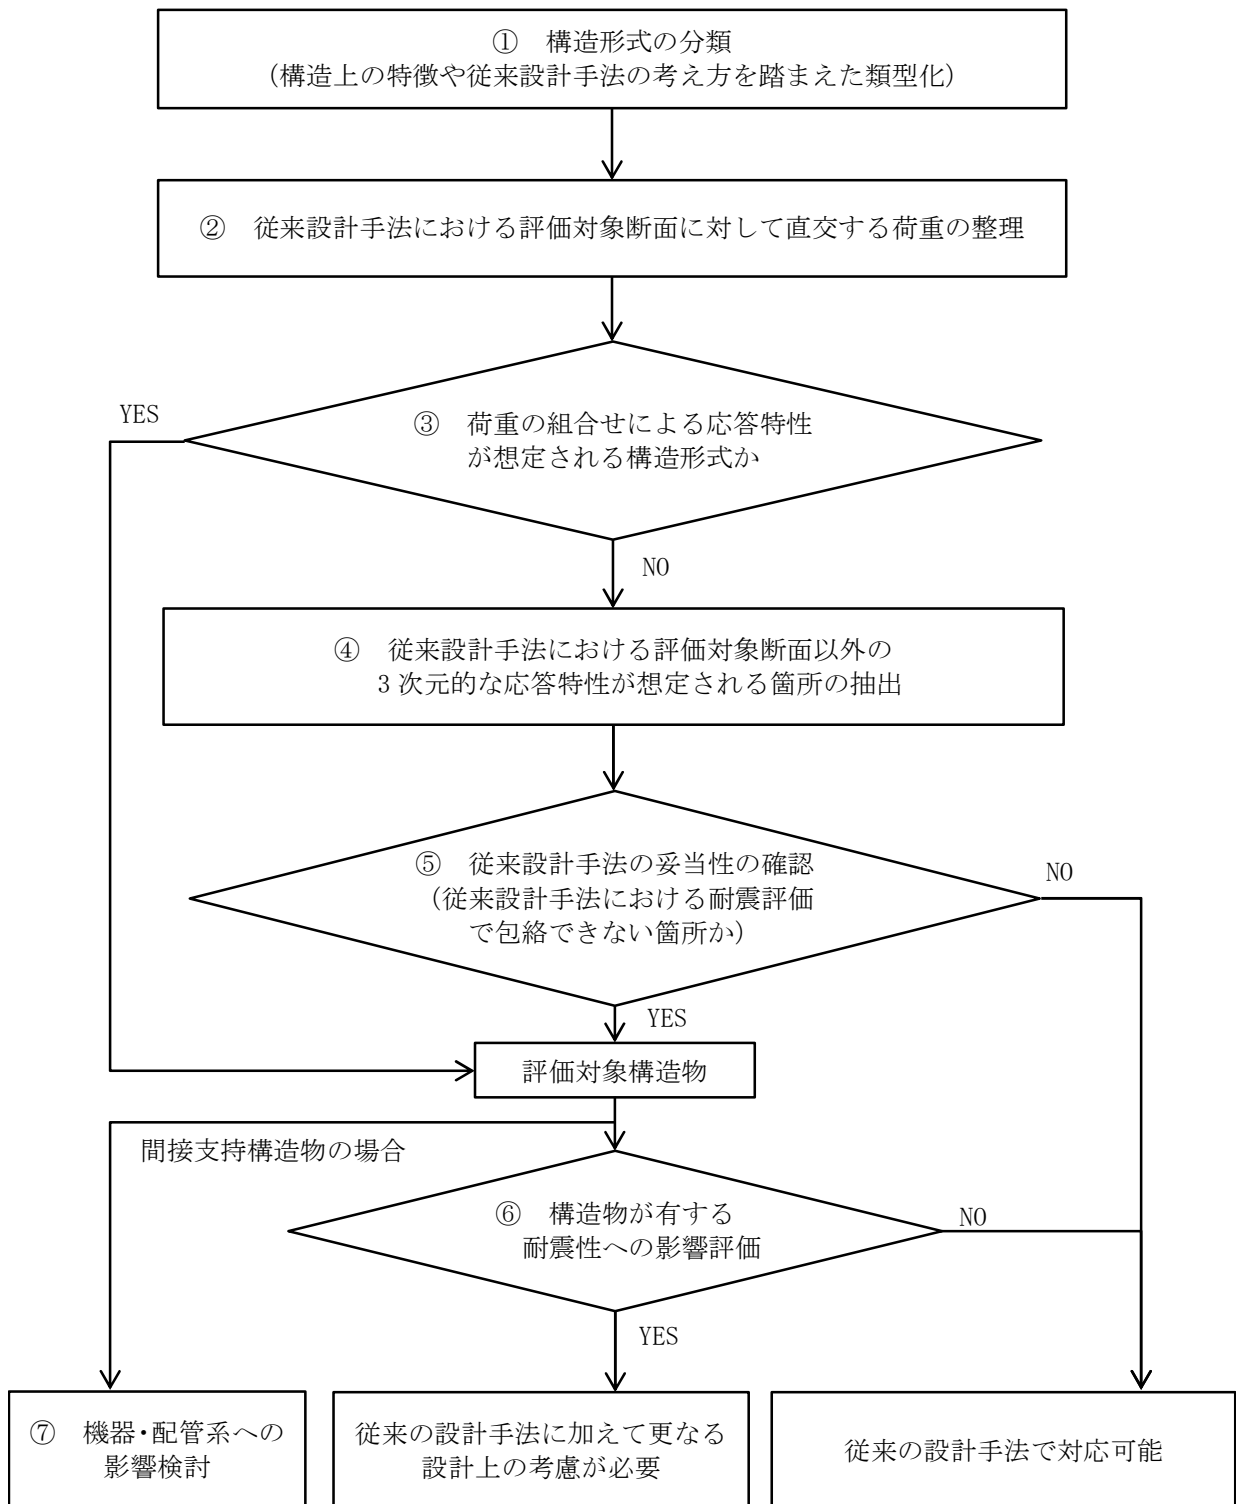 ① 構造形式の分類
（構造上の特徴や従来設計手法の考え方を踏まえた類型化）
② 従来設計手法における評価対象断面に対して直交する荷重の整理
YES
③ 荷重の組合せによる応答特性
が想定される構造形式か
NO
④ 従来設計手法における評価対象断面以外の
3次元的な応答特性が想定される箇所の抽出
⑤ 従来設計手法の妥当性の確認
（従来設計手法における耐震評価
で包絡できない箇所か）
NO
YES
評価対象構造物
間接支持構造物の場合
⑥ 構造物が有する
耐震性への影響評価
NO
YES
⑦ 機器・配管系への
影響検討
従来の設計手法に加えて更なる
設計上の考慮が必要
従来の設計手法で対応可能